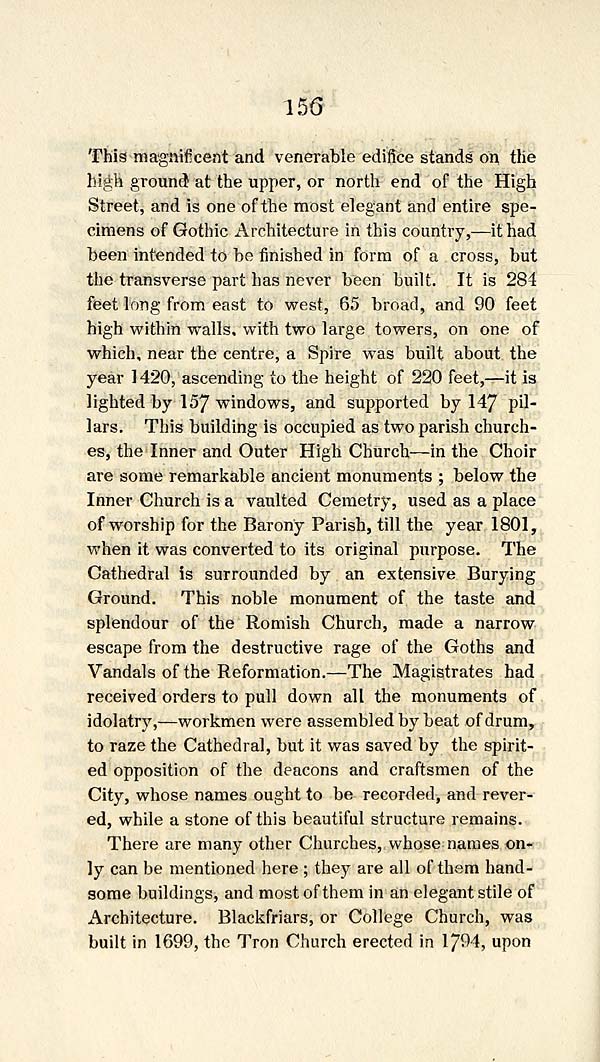 156
This magnificent and venerable edifice stands on the
high ground at the upper, or north end of the High
Street, and is one of the most elegant and entire spe-
cimens of Gothic Architecture in this country,—it had
been intended to be finished in form of a cross, but
the transverse part has never been built. It is 284
feet long from east to west, 65 broad, and 90 feet
high within walls, with two large towers, on one of
which, near the centre, a Spire was built about the
year 1420, ascending to the height of 220 feet,—it is
lighted by 157 windows, and supported by 147 pil-
lars. This building is occupied as two parish church-
es, the Inner and Outer High Church—in the Choir
are some remarkable ancient monuments ; below the
Inner Church is a vaulted Cemetry, used as a place
of worship for the Barony Parish, till the year 1801,
when it was converted to its original purpose. The
Cathedral is surrounded by an extensive Burying
Ground. This noble monument of the taste and
splendour of the Romish Church, made a narrow
escape from the destructive rage of the Goths and
Vandals of the Reformation.—The Magistrates had
received orders to pull down all the monuments of
idolatry,—workmen were assembled by beat of drum,
to raze the Cathedral, but it was saved by the spirit-
ed opposition of the deacons and craftsmen of the
City, whose names ought to be recorded, and rever-
ed, while a stone of this beautiful structure remains.
There are many other Churches, whose names on-
ly can be mentioned here ; they are all of them hand-
some buildings, and most of them in an elegant stile of
Architecture. Blackfriars, or College Church, was
built in 1699, the Tron Church erected in 1794, upon